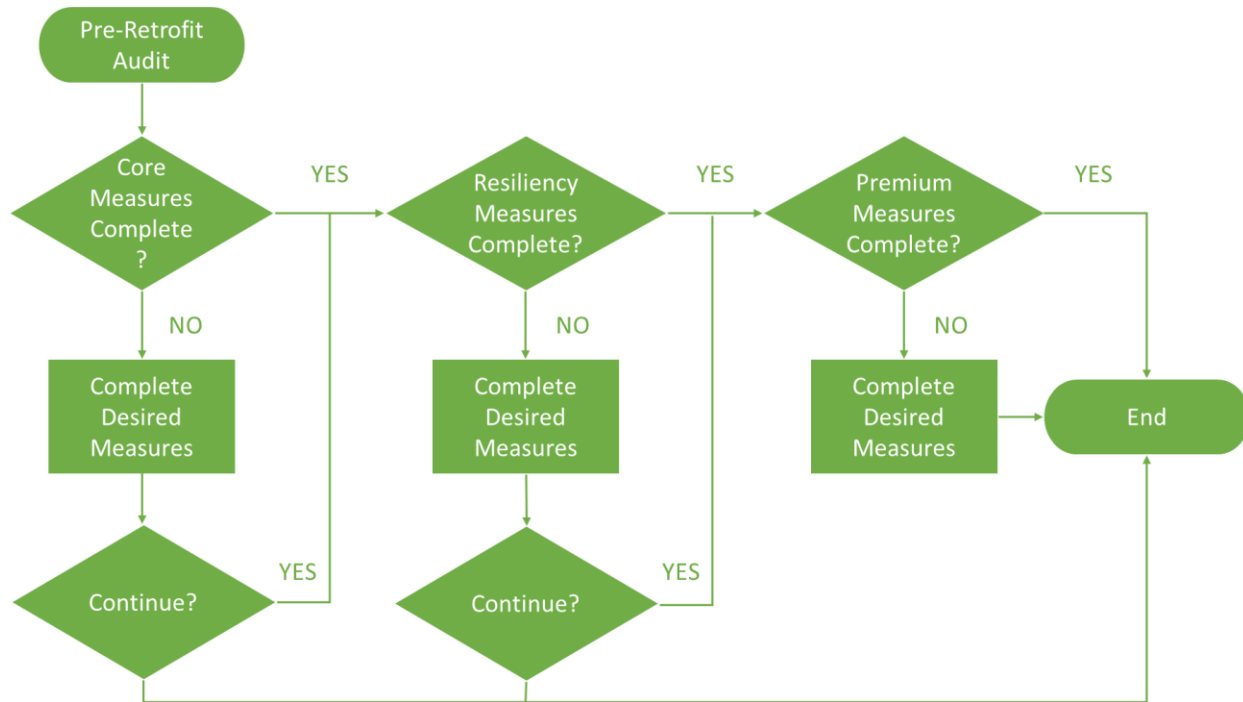 Pre-Retrofit
Audit
Core
Measures
Complete
?
YES
Resiliency
Measures
Complete?
YES
Premium
Measures
Complete?
YES
NO
NO
NO
Complete
Desired
Measures
Complete
Desired
Measures
Complete
Desired
Measures
End
Continue?
YES
Continue?
YES